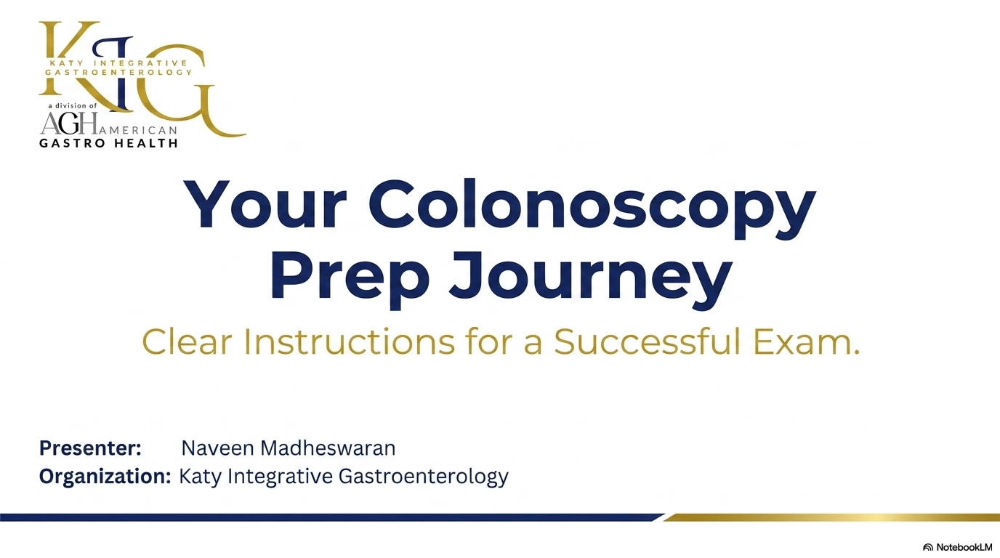 KIG
KATY INTEGRATIVE
GASTROENTEROLOGY
a division of
AGH AMERICAN
GASTRO HEALTH
Your Colonoscopy
Prep Journey
Clear Instructions for a Successful Exam.
Presenter: Naveen Madheswaran
Organization: Katy Integrative Gastroenterology
NotebookLM